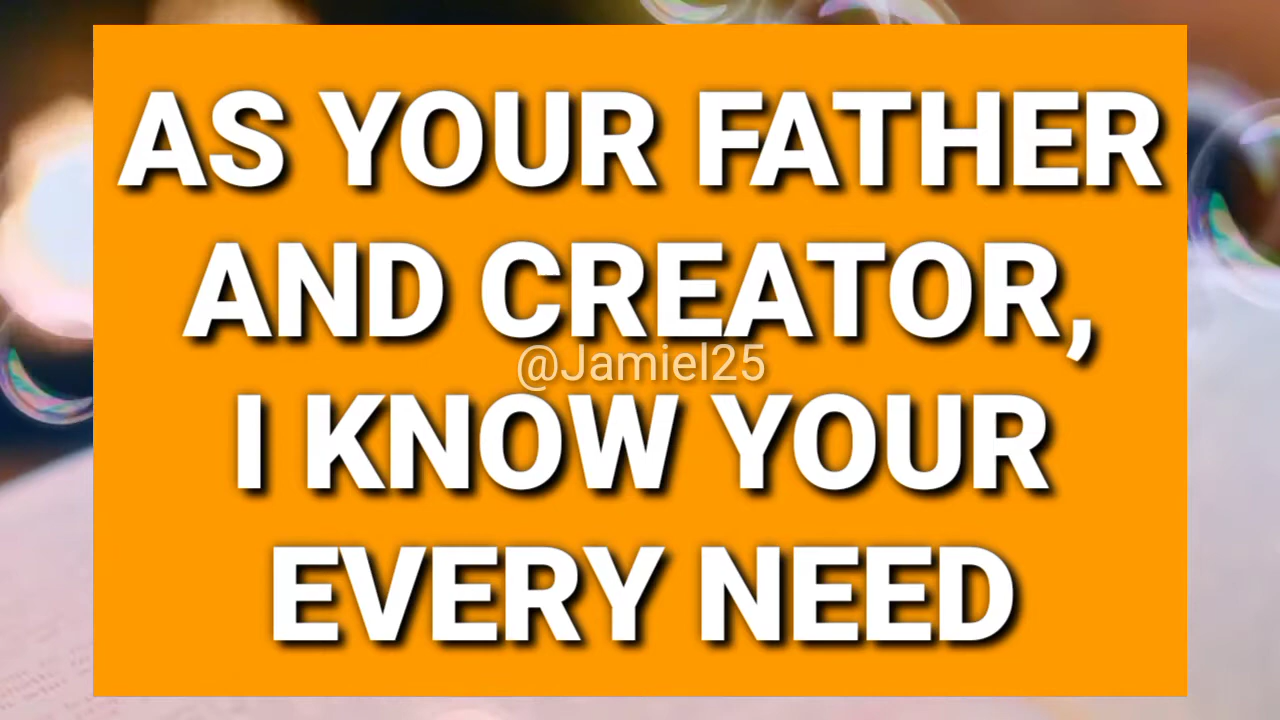 AS YOUR FATHER
AND CREATOR,
@Jamiel25
I KNOW YOUR
EVERY NEED